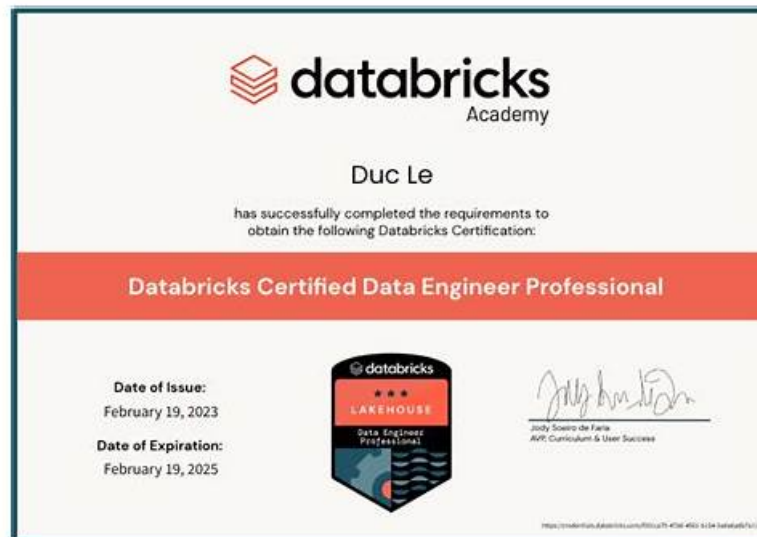 databricks
Academy
Duc Le
has successfully completed the requirements to
obtain the following Databricks Certification:
Databricks Certified Data Engineer Professional
Date of Issue:
February 19, 2023
Date of Expiration:
February 19, 2025
databricks
LAKEHOUSE
Data Engineer
Professional
Jody Soeiro de Faria
AVP, Curriculum & User Success